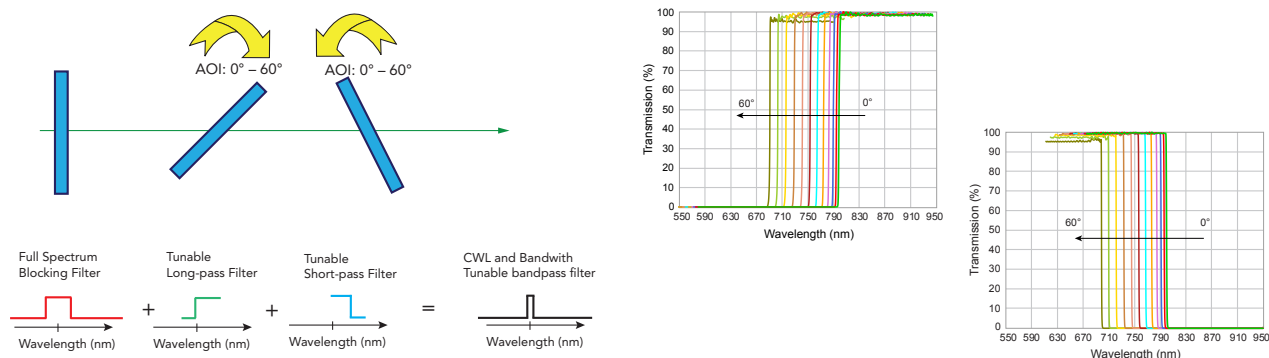 AOI: 0° – 60°
AOI: 0° – 60°
Full Spectrum
Blocking Filter
Tunable
Long-pass Filter
Tunable
Short-pass Filter
CWL and Bandwith
Tunable bandpass filter
+
+
=
Wavelength (nm)
Wavelength (nm)
Wavelength (nm)
Wavelength (nm)
Transmission (%)
100
90
80
70
60
50
40
30
20
10
0
60°
0°
550 590 630 670 710 750 790 830 870 910 950
Wavelength (nm)
Transmission (%)
100
90
80
70
60
50
40
30
20
10
0
60°
0°
550 590 630 670 710 750 790 830 870 910 950
Wavelength (nm)